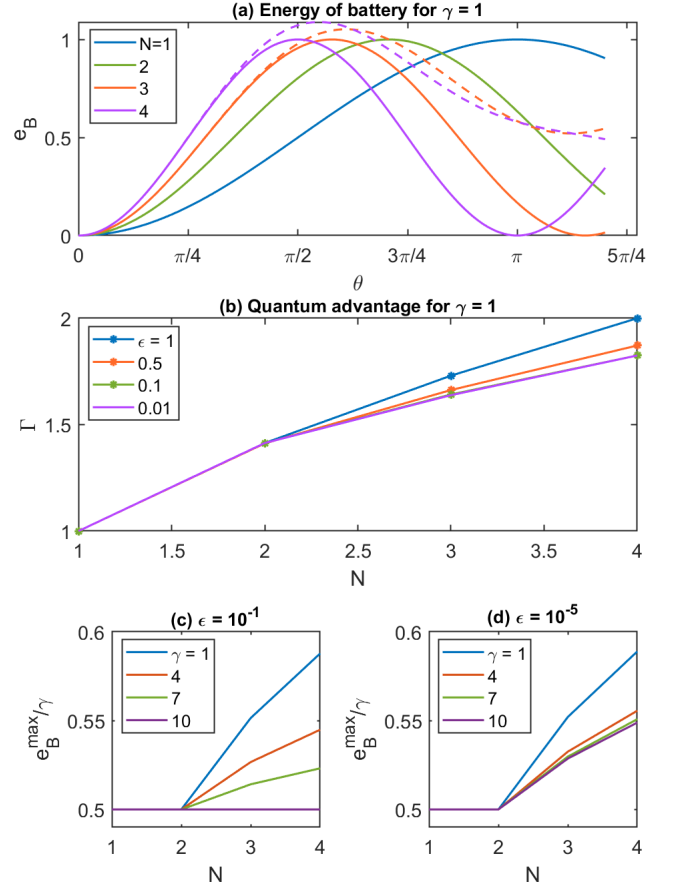 (a) Energy of battery for γ = 1
1
0.5
0
e_B
N=1
2
3
4
0 π/4 π/2 3π/4 π 5π/4
θ
(b) Quantum advantage for γ = 1
2
1.5
1
Γ
ϵ = 1
0.5
0.1
0.01
1 1.5 2 2.5 3 3.5 4
N
(c) ϵ = 10^-1
0.6
0.55
0.5
e_B^max/γ
γ = 1
4
7
10
1 2 3 4
N
(d) ϵ = 10^-5
0.6
0.55
0.5
e_B^max/γ
γ = 1
4
7
10
1 2 3 4
N